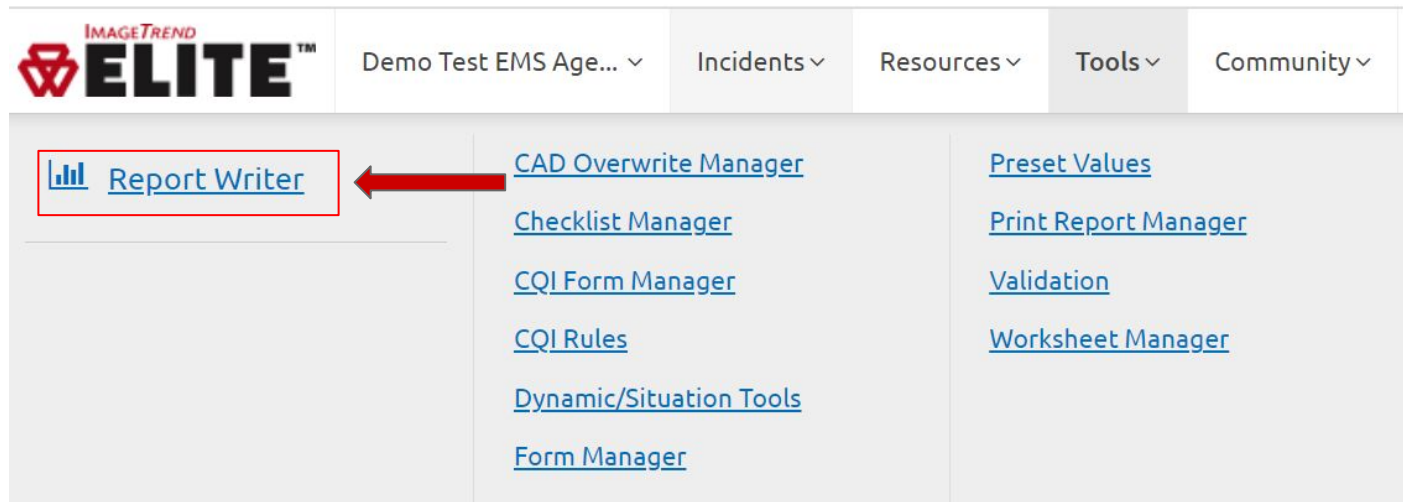 IMAGETREND
ELITE™
Demo Test EMS Age... Incidents Resources Tools Community
Report Writer
CAD Overwrite Manager
Checklist Manager
CQI Form Manager
CQI Rules
Dynamic/Situation Tools
Form Manager
Preset Values
Print Report Manager
Validation
Worksheet Manager